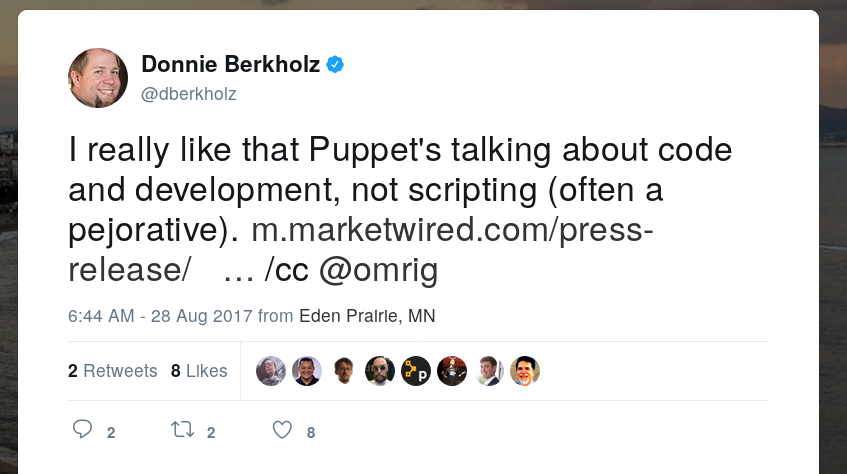 Donnie Berkholz
@dberkholz
I really like that Puppet's talking about code
and development, not scripting (often a
pejorative). m.marketwired.com/press-
release/ … /cc @omrig
6:44 AM - 28 Aug 2017 from Eden Prairie, MN
2 Retweets 8 Likes
p
2 2 8